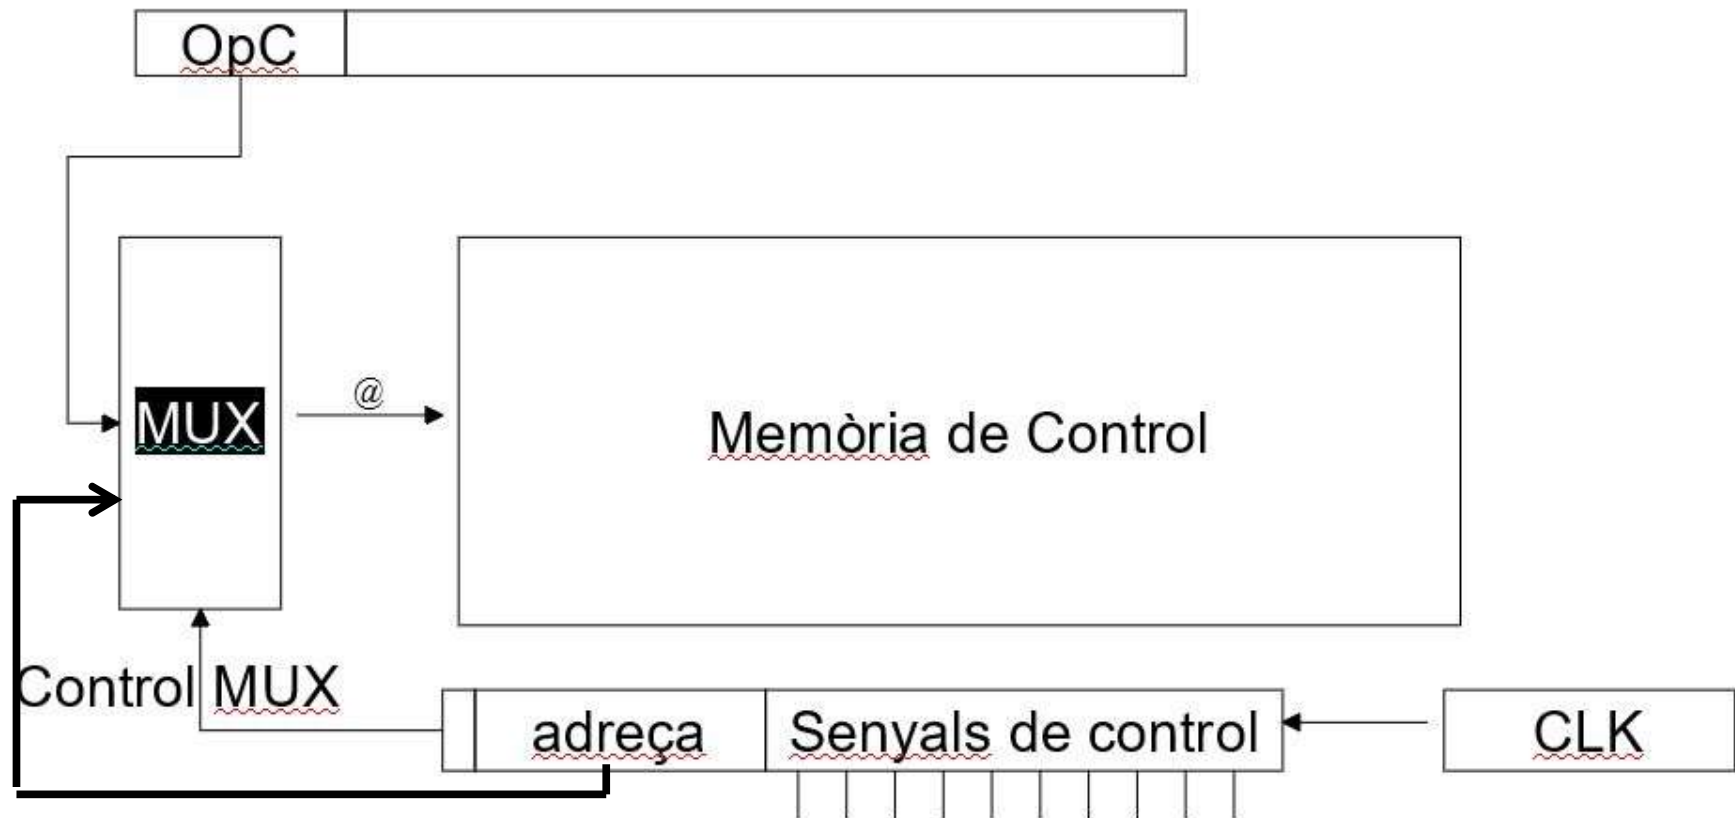 OpC
@
MUX
Memòria de Control
Control MUX
adreça
Senyals de control
CLK